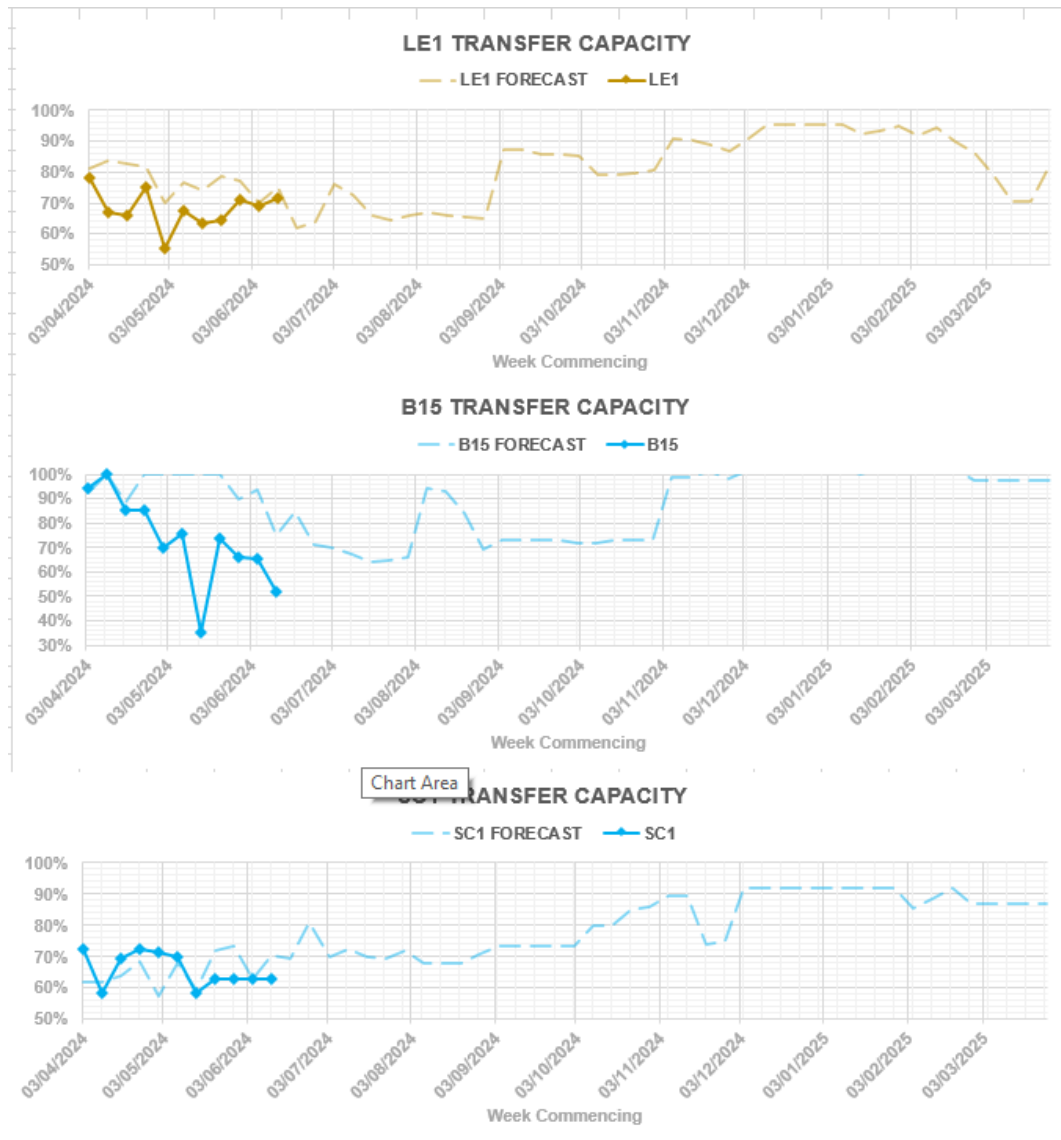 LE1 TRANSFER CAPACITY
LE1 FORECAST LE1
100%
90%
80%
70%
60%
50%
03/04/2024 03/05/2024 03/06/2024 03/07/2024 03/08/2024 03/09/2024 03/10/2024 03/11/2024 03/12/2024 03/01/2025 03/02/2025 03/03/2025
Week Commencing
B15 TRANSFER CAPACITY
B15 FORECAST B15
100%
90%
80%
70%
60%
50%
40%
30%
03/04/2024 03/05/2024 03/06/2024 03/07/2024 03/08/2024 03/09/2024 03/10/2024 03/11/2024 03/12/2024 03/01/2025 03/02/2025 03/03/2025
Week Commencing
Chart Area
TRANSFER CAPACITY
SC1 FORECAST SC1
100%
90%
80%
70%
60%
50%
03/04/2024 03/05/2024 03/06/2024 03/07/2024 03/08/2024 03/09/2024 03/10/2024 03/11/2024 03/12/2024 03/01/2025 03/02/2025 03/03/2025
Week Commencing